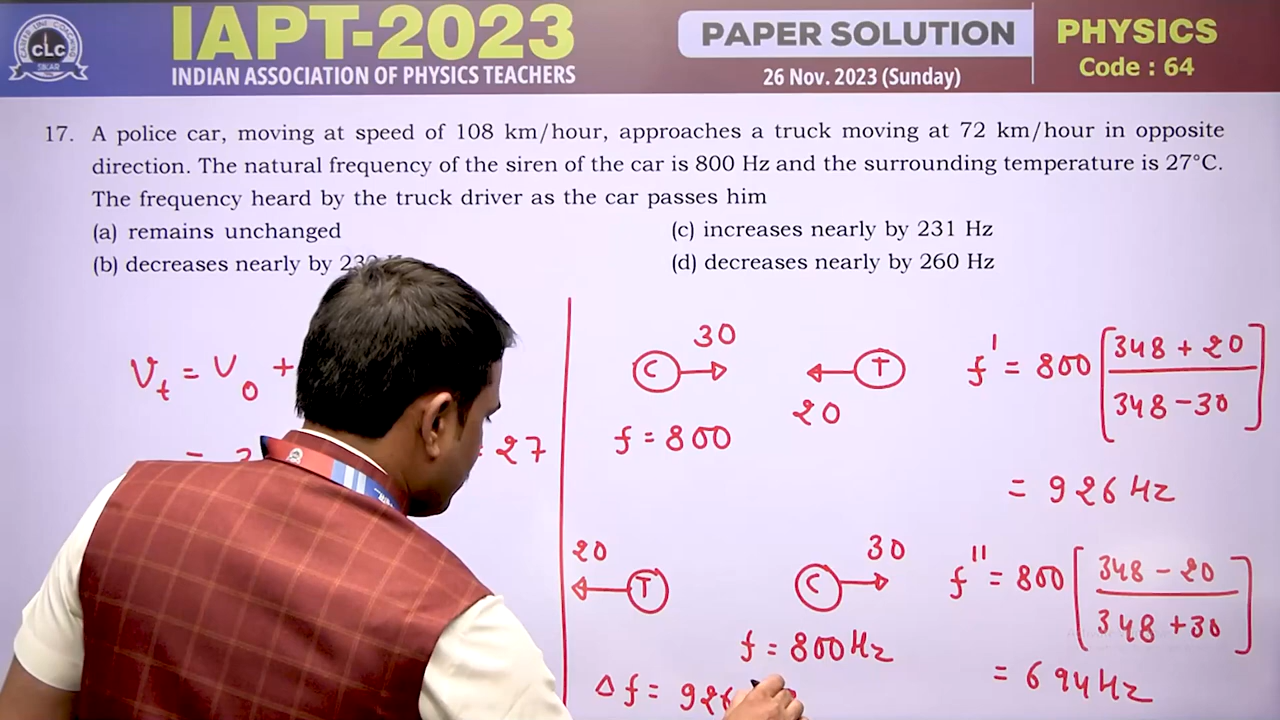 CLC
SIKAR
IAPT-2023
INDIAN ASSOCIATION OF PHYSICS TEACHERS
PAPER SOLUTION
26 Nov. 2023 (Sunday)
PHYSICS
Code : 64
17. A police car, moving at speed of 108 km/hour, approaches a truck moving at 72 km/hour in opposite
direction. The natural frequency of the siren of the car is 800 Hz and the surrounding temperature is 27°C.
The frequency heard by the truck driver as the car passes him
(a) remains unchanged
(c) increases nearly by 231 Hz
(b) decreases nearly by
(d) decreases nearly by 260 Hz
V_t = V_0 +
27
C 30
20 T
f = 800
f' = 800 [(348 + 20) / (348 - 30)]
= 926 Hz
20 T
C 30
f = 800 Hz
f'' = 800 [(348 - 20) / (348 + 30)]
= 694 Hz
Δf = 926